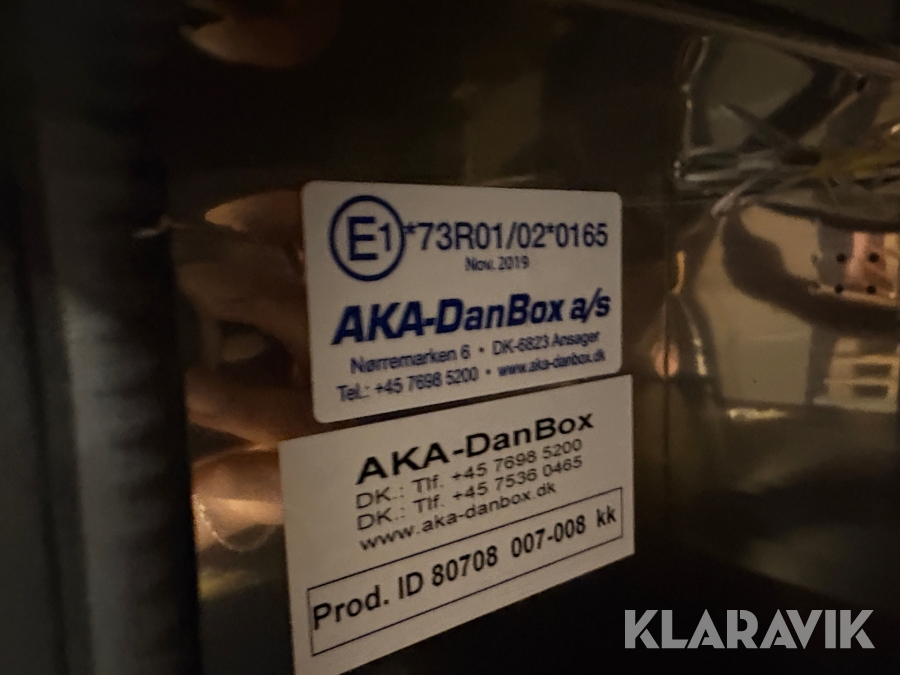 E1*73R01/02*0165
Nov. 2019
AKA-DanBox a/s
Nørremarken 6 • DK-6823 Ansager
Tel.: +45 7698 5200 • www.aka-danbox.dk
AKA-DanBox
DK.: Tlf. +45 7698 5200
DK.: Tlf. +45 7536 0465
www.aka-danbox.dk
Prod. ID 80708 007-008 kk
KLARAVIK